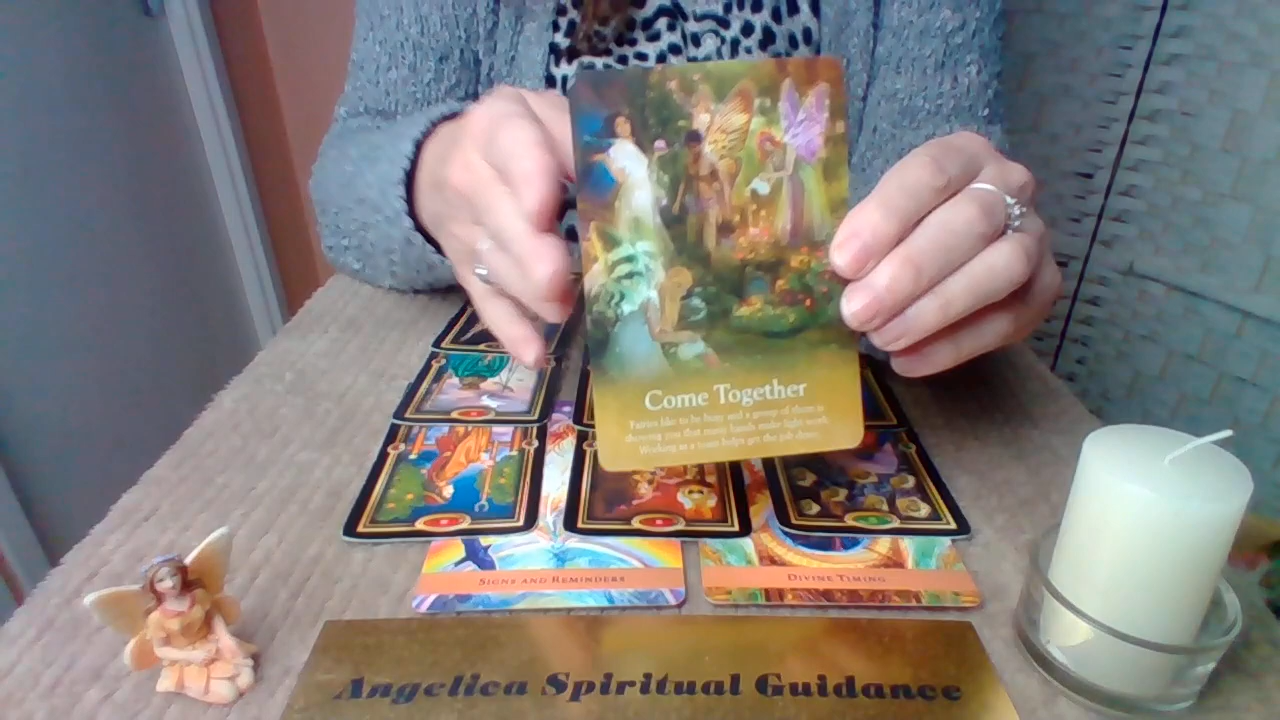 Come Together
Fairies like to be busy and a group of them is
showing you that many hands make light work.
Working as a team helps get the job done.
SIGNS AND REMINDERS
DIVINE TIMING
Angelica Spiritual Guidance